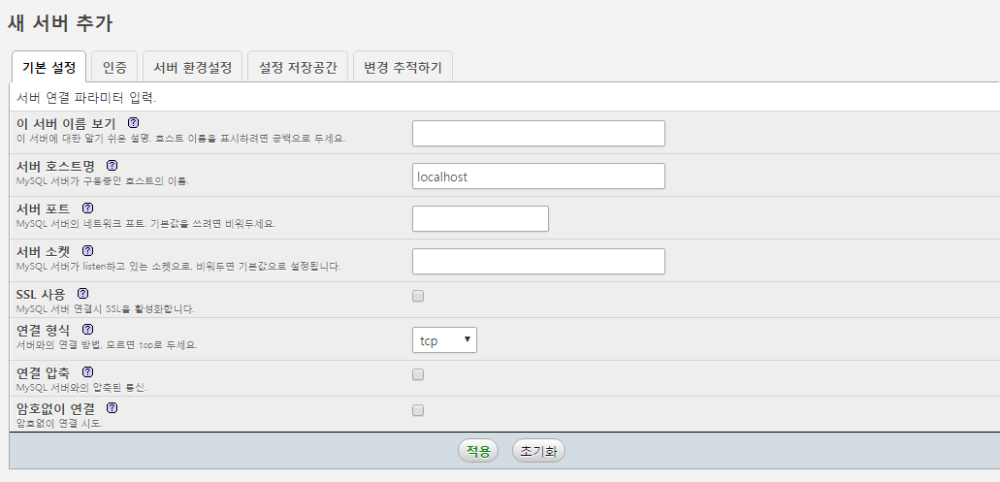 새 서버 추가
기본 설정 인증 서버 환경설정 설정 저장공간 변경 추적하기
서버 연결 파라미터 입력.
이 서버 이름 보기 ?
이 서버에 대한 알기 쉬운 설명. 호스트 이름을 표시하려면 공백으로 두세요.
서버 호스트명 ?
MySQL 서버가 구동중인 호스트의 이름.
localhost
서버 포트 ?
MySQL 서버의 네트워크 포트. 기본값을 쓰려면 비워두세요.
서버 소켓 ?
MySQL 서버가 listen하고 있는 소켓으로, 비워두면 기본값으로 설정됩니다.
SSL 사용 ?
MySQL 서버 연결시 SSL을 활성화합니다.
연결 형식 ?
서버와의 연결 방법, 모르면 tcp로 두세요.
tcp
연결 압축 ?
MySQL 서버와의 압축된 통신.
암호없이 연결 ?
암호없이 연결 시도.
적용 초기화